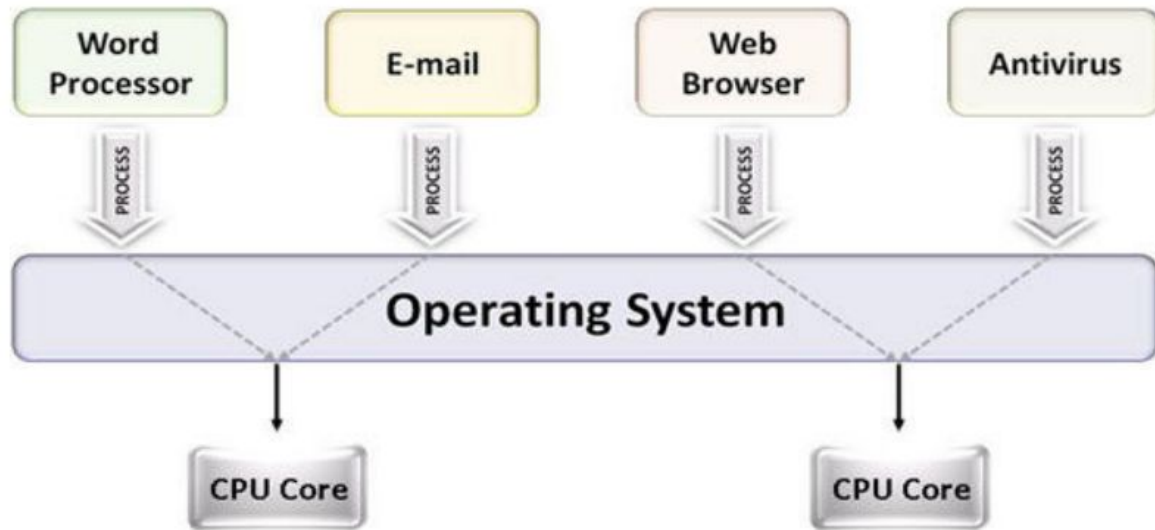 Word
Processor
E-mail
Web
Browser
Antivirus
PROCESS
PROCESS
PROCESS
PROCESS
Operating System
CPU Core
CPU Core